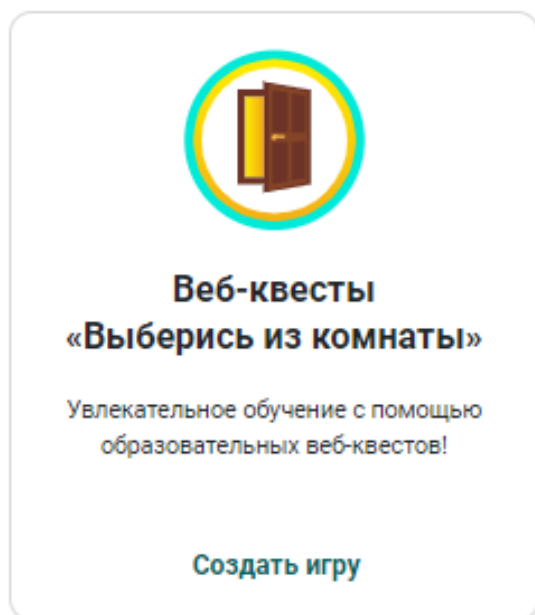 Веб-квесты
«Выберись из комнаты»
Увлекательное обучение с помощью
образовательных веб-квестов!
Создать игру